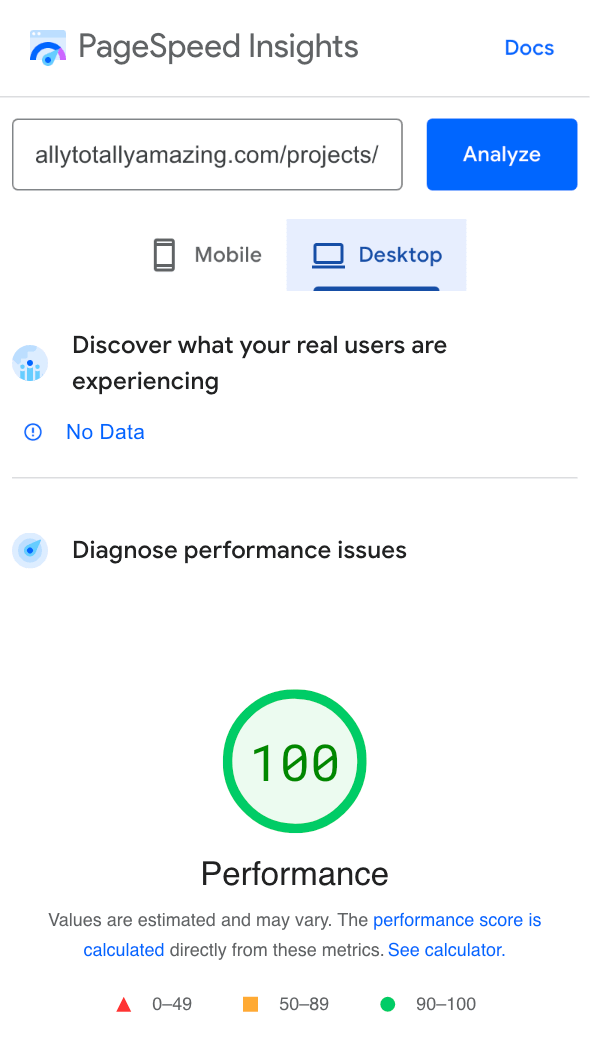 PageSpeed Insights
Docs
allytotallyamazing.com/projects/
Analyze
Mobile
Desktop
Discover what your real users are
experiencing
No Data
Diagnose performance issues
100
Performance
Values are estimated and may vary. The performance score is
calculated directly from these metrics. See calculator.
0–49
50–89
90–100